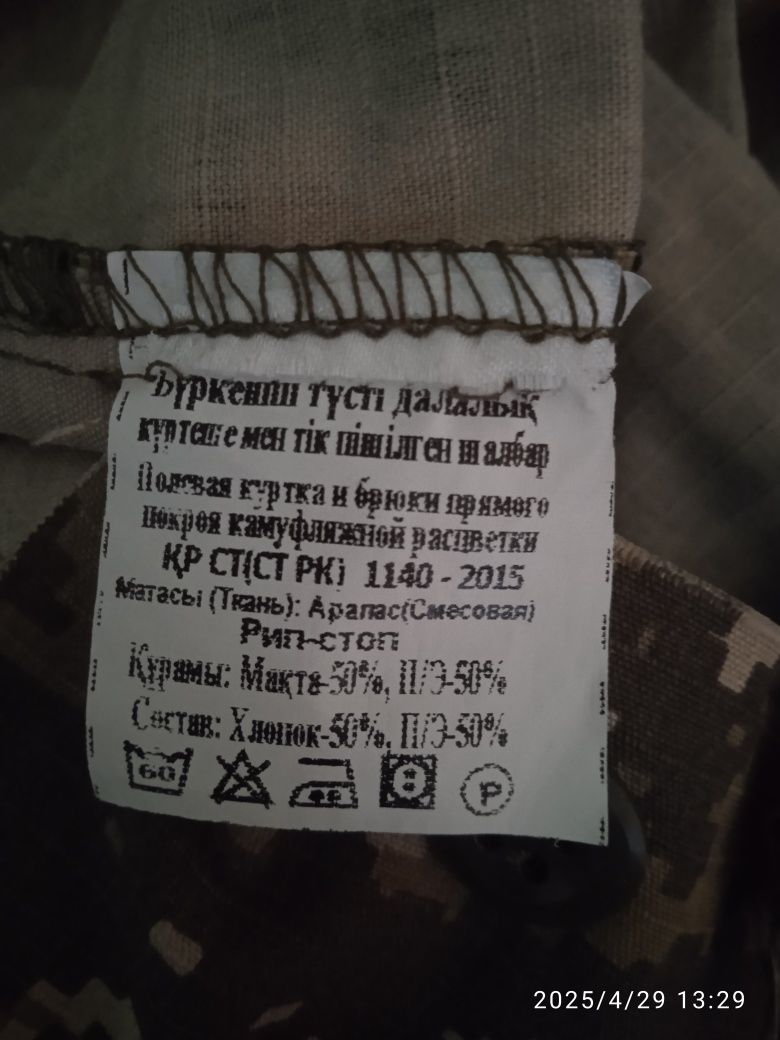 Бүркениш түсті далалық
күртеше мен тік пішілген шалбар
Полевая куртка и брюки прямого
покроя камуфляжной расцветки
ҚР СТ(СТ РК) 1140 - 2015
Матасы (Ткань): Аралас(Смесовая)
Рип-стоп
Құрамы: Мақта-50%, П/Э-50%
Состав: Хлопок-50%, П/Э-50%
60 P
2025/4/29 13:29